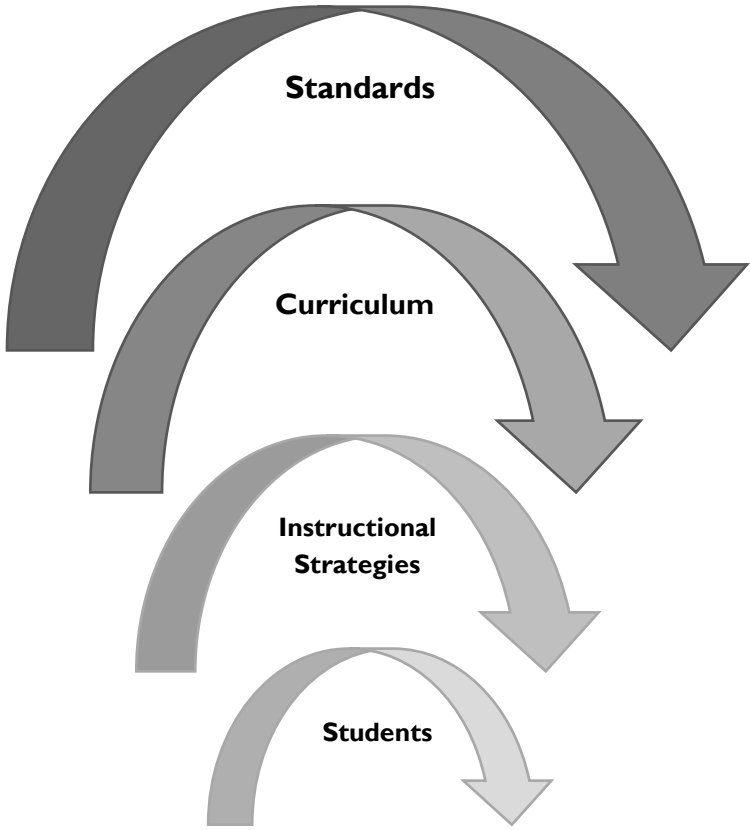 Standards
Curriculum
Instructional
Strategies
Students